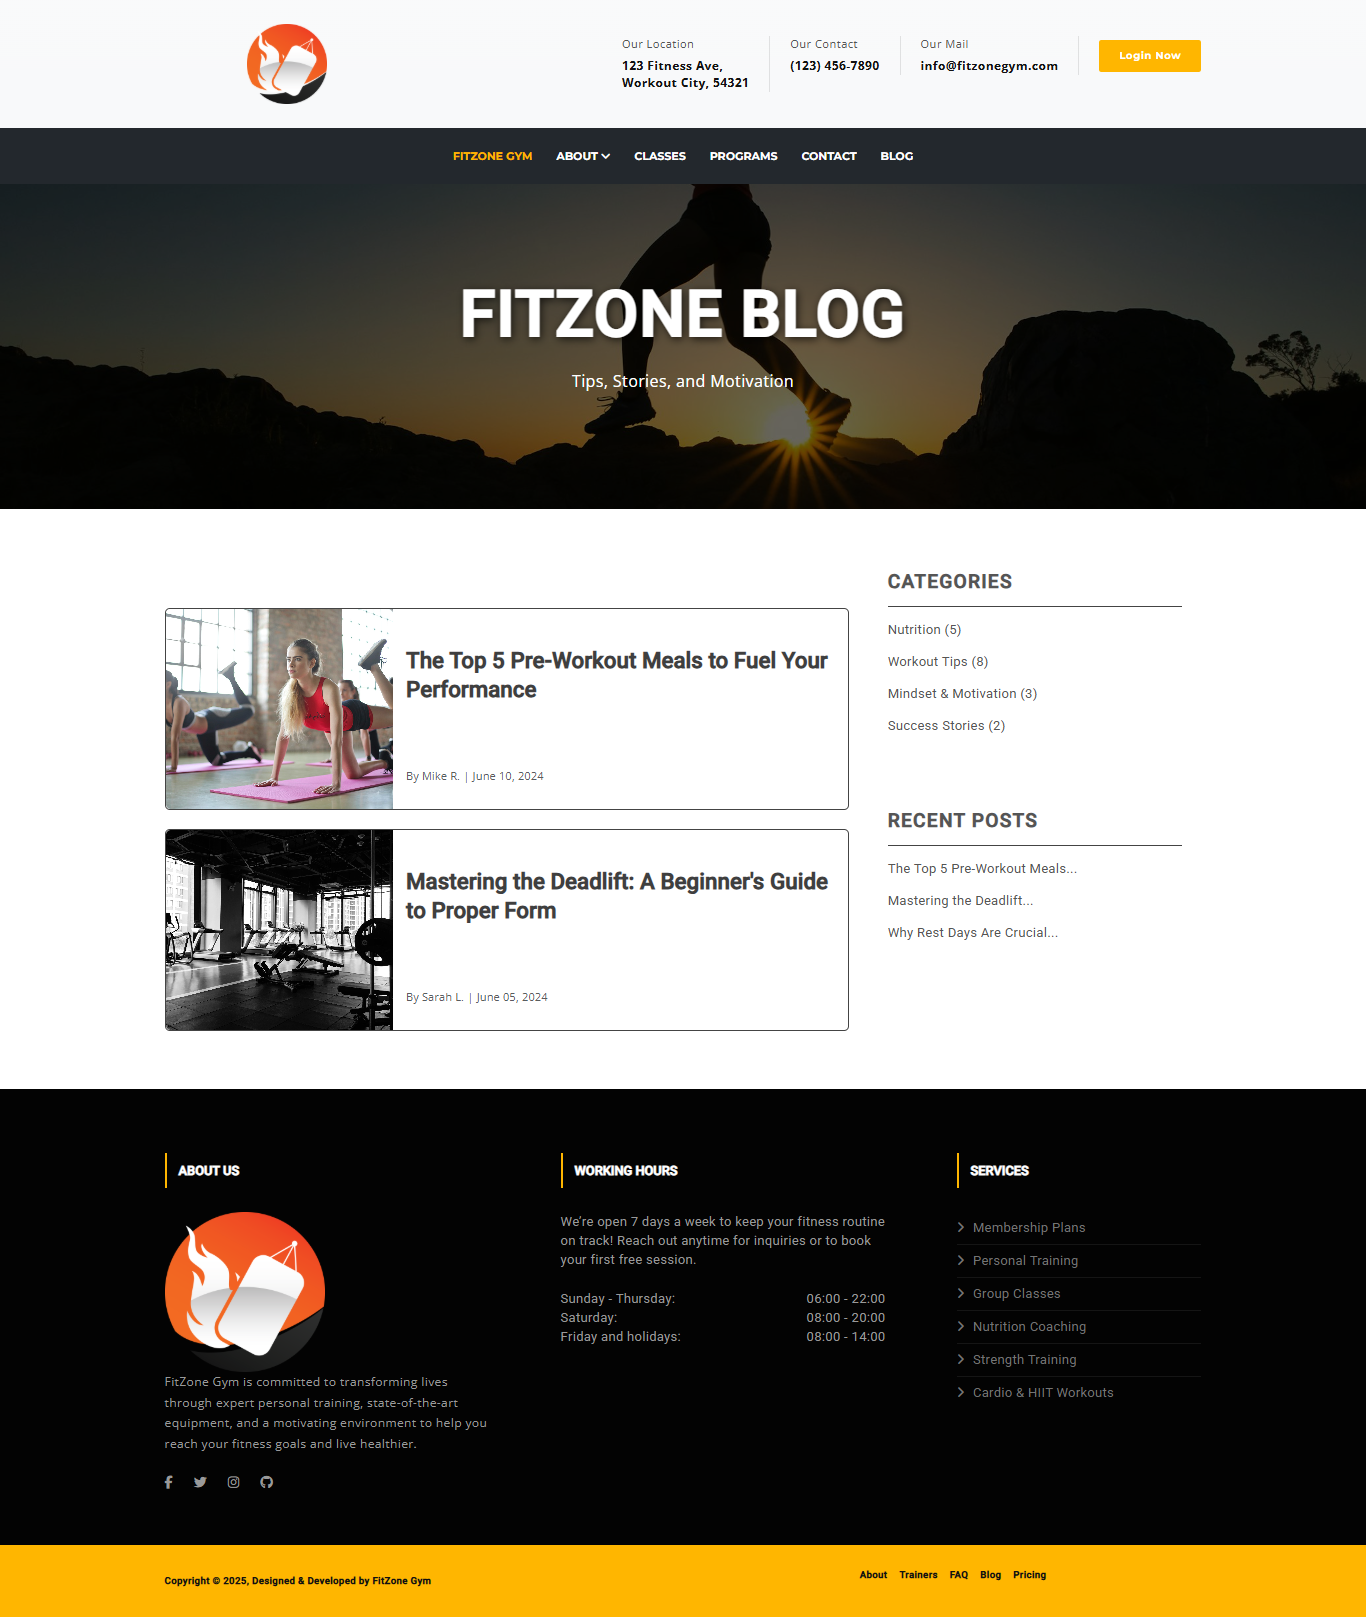 Our Location
123 Fitness Ave,
Workout City, 54321
Our Contact
(123) 456-7890
Our Mail
info@fitzonegym.com
Login Now
FITZONE GYM ABOUT CLASSES PROGRAMS CONTACT BLOG
FITZONE BLOG
Tips, Stories, and Motivation
The Top 5 Pre-Workout Meals to Fuel Your
Performance
By Mike R. | June 10, 2024
Mastering the Deadlift: A Beginner's Guide
to Proper Form
By Sarah L. | June 05, 2024
CATEGORIES
Nutrition (5)
Workout Tips (8)
Mindset & Motivation (3)
Success Stories (2)
RECENT POSTS
The Top 5 Pre-Workout Meals...
Mastering the Deadlift...
Why Rest Days Are Crucial...
ABOUT US
FitZone Gym is committed to transforming lives
through expert personal training, state-of-the-art
equipment, and a motivating environment to help you
reach your fitness goals and live healthier.
WORKING HOURS
We’re open 7 days a week to keep your fitness routine
on track! Reach out anytime for inquiries or to book
your first free session.
Sunday - Thursday: 06:00 - 22:00
Saturday: 08:00 - 20:00
Friday and holidays: 08:00 - 14:00
SERVICES
Membership Plans
Personal Training
Group Classes
Nutrition Coaching
Strength Training
Cardio & HIIT Workouts
Copyright © 2025, Designed & Developed by FitZone Gym
About Trainers FAQ Blog Pricing